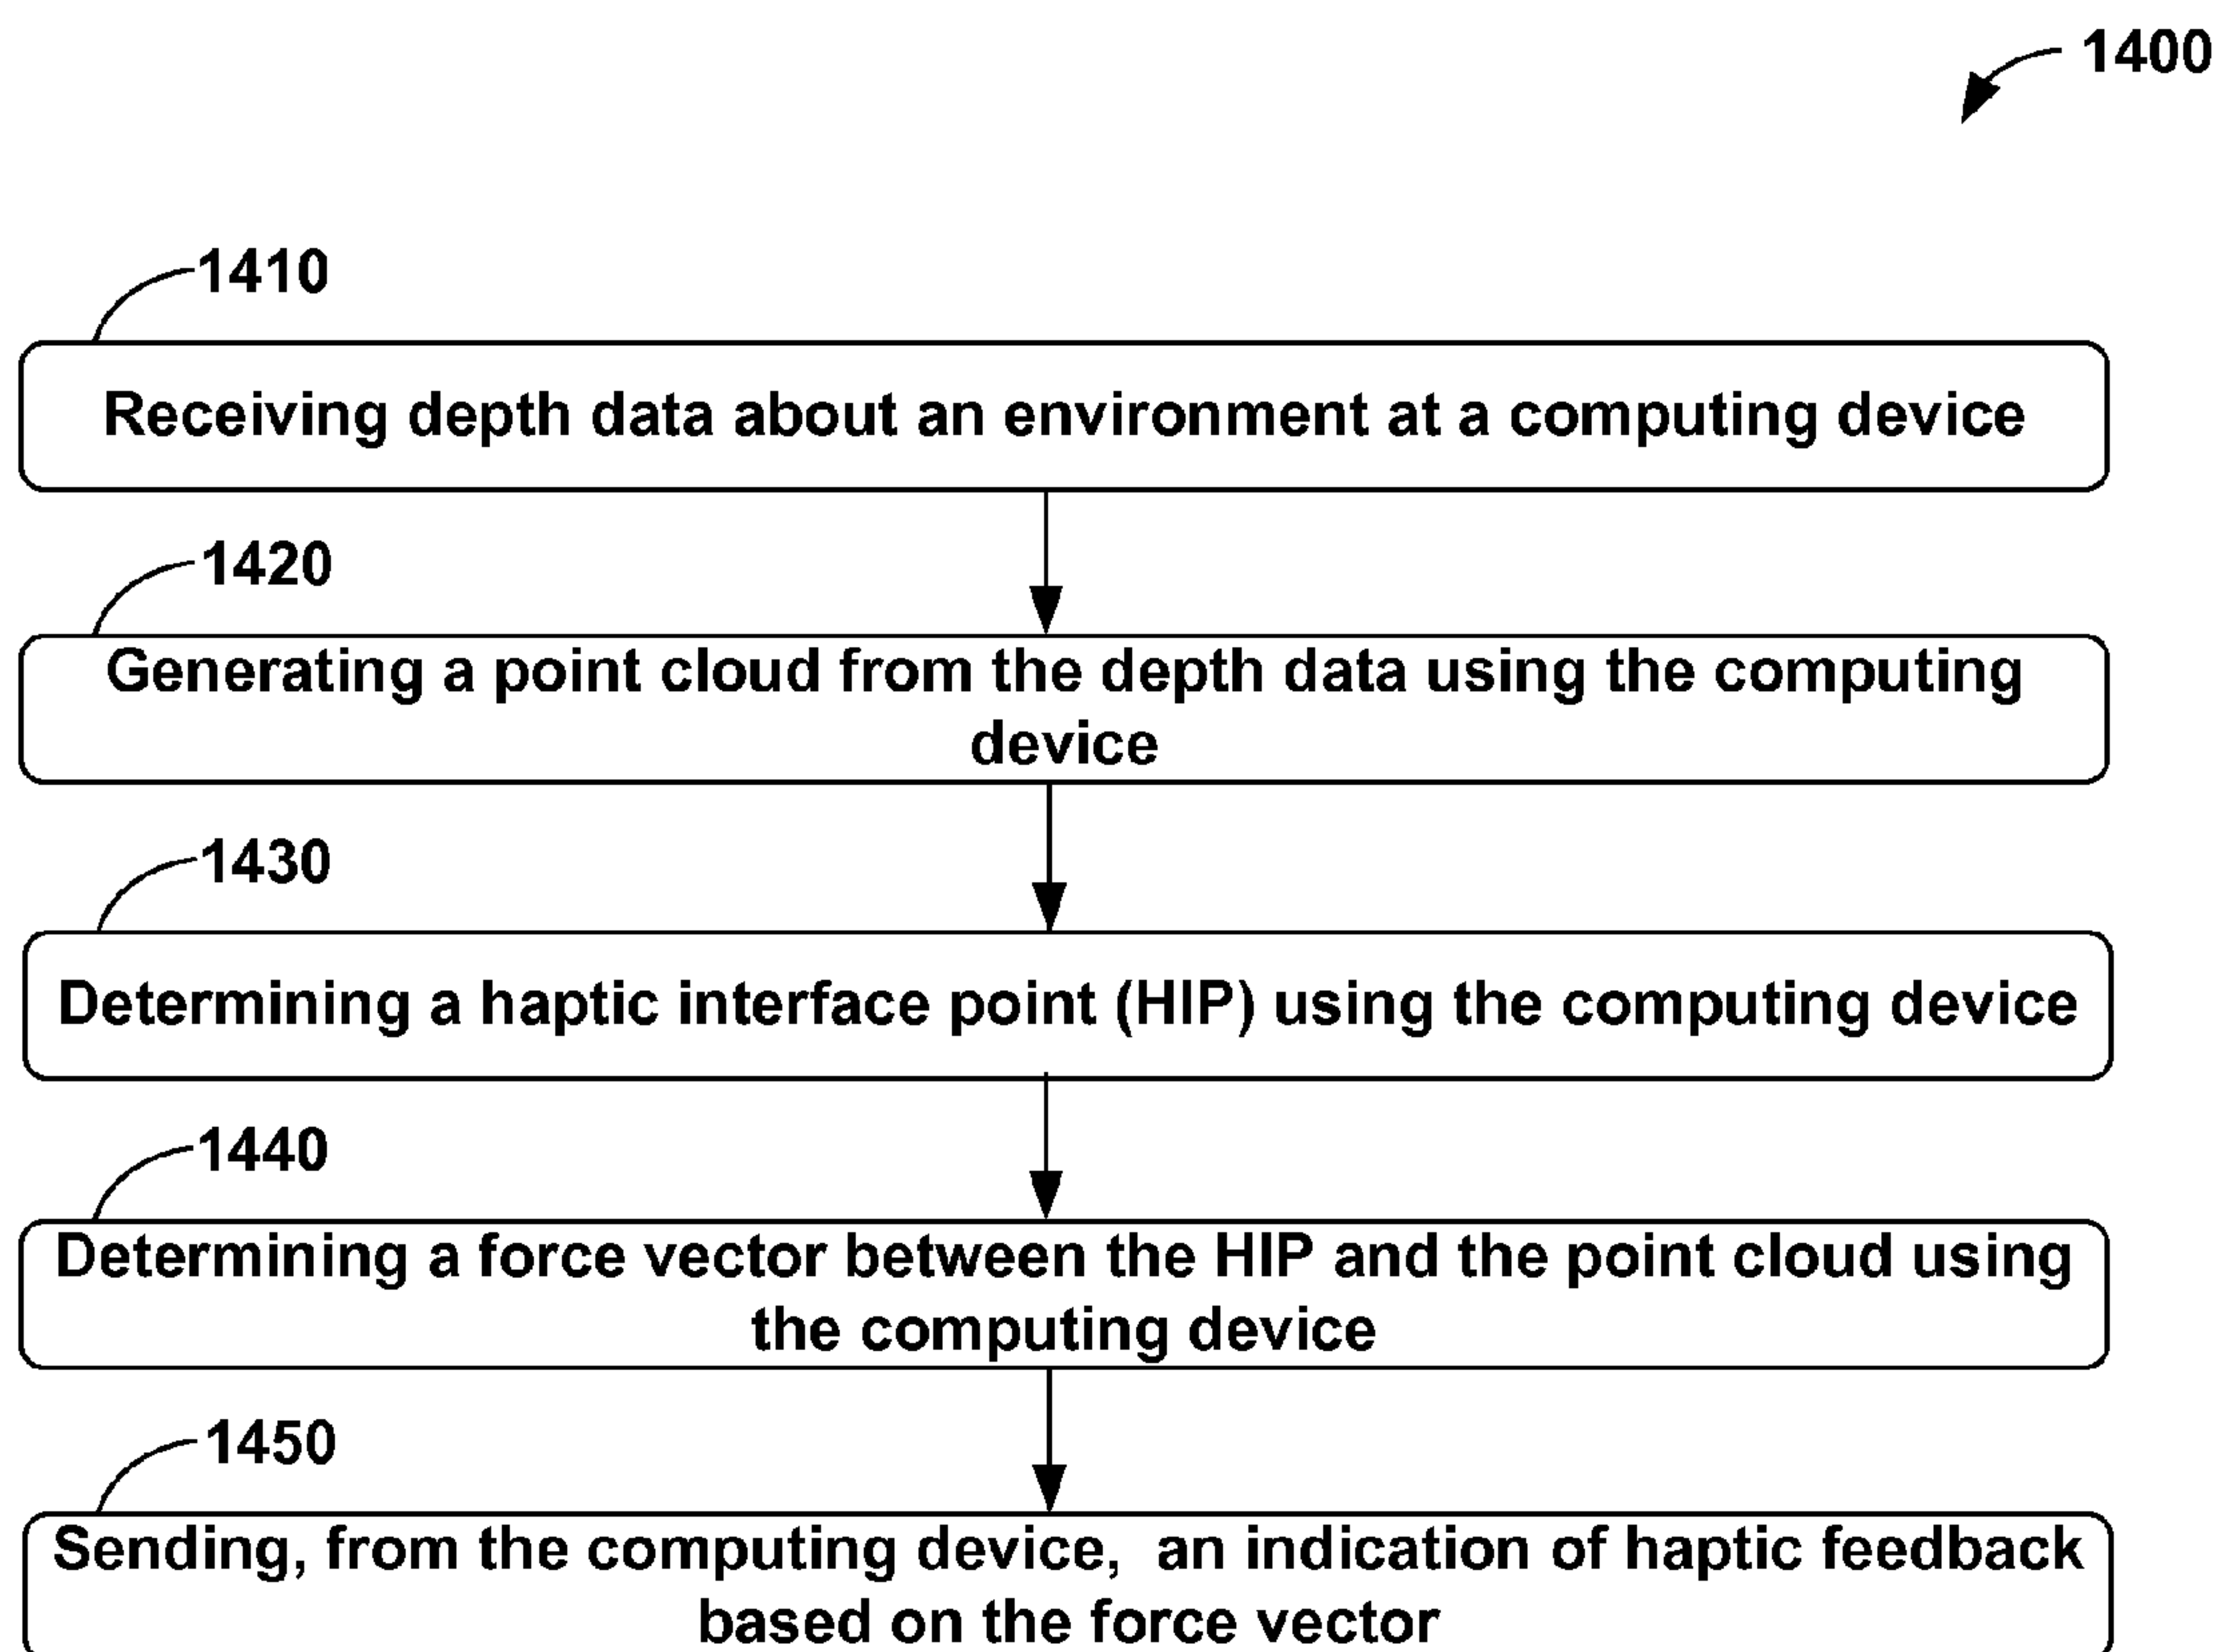 1400
1410
Receiving depth data about an environment at a computing device
1420
Generating a point cloud from the depth data using the computing
device
1430
Determining a haptic interface point (HIP) using the computing device
1440
Determining a force vector between the HIP and the point cloud using
the computing device
1450
Sending, from the computing device, an indication of haptic feedback
based on the force vector